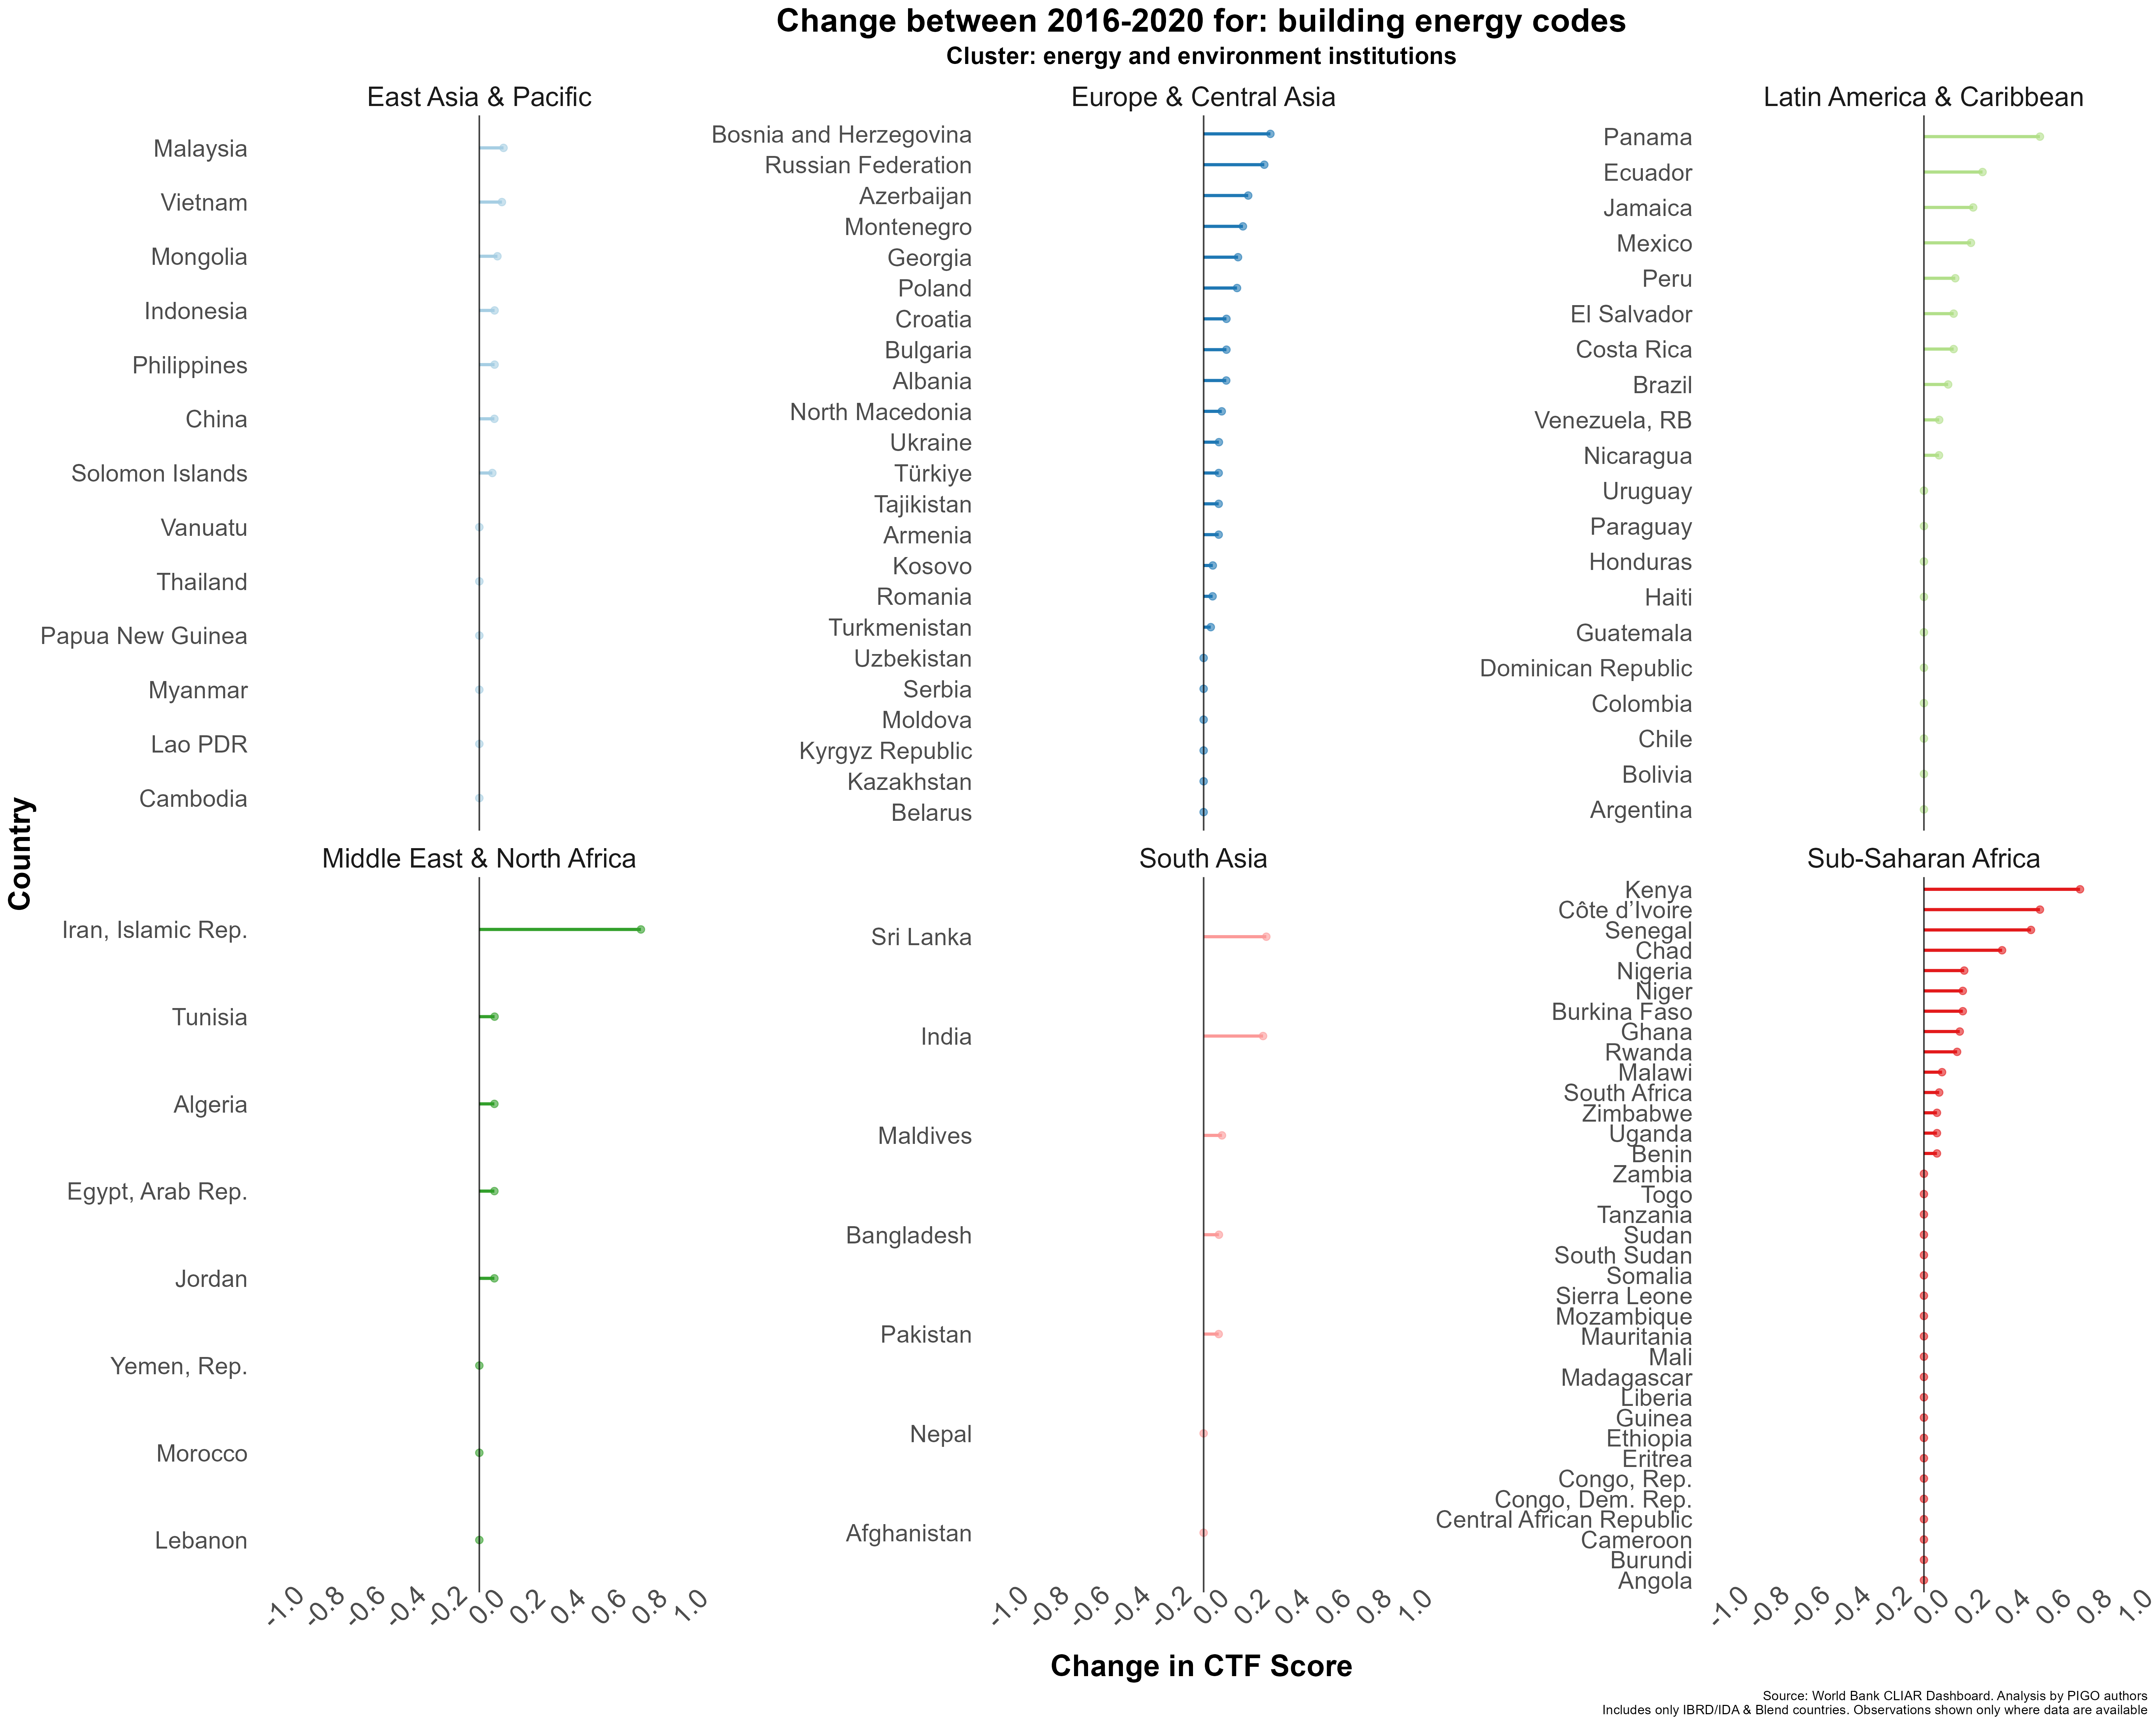 Change between 2016-2020 for: building energy codes
Cluster: energy and environment institutions
East Asia & Pacific
Malaysia
Vietnam
Mongolia
Indonesia
Philippines
China
Solomon Islands
Vanuatu
Thailand
Papua New Guinea
Myanmar
Lao PDR
Cambodia
Europe & Central Asia
Bosnia and Herzegovina
Russian Federation
Azerbaijan
Montenegro
Georgia
Poland
Croatia
Bulgaria
Albania
North Macedonia
Ukraine
Türkiye
Tajikistan
Armenia
Kosovo
Romania
Turkmenistan
Uzbekistan
Serbia
Moldova
Kyrgyz Republic
Kazakhstan
Belarus
Latin America & Caribbean
Panama
Ecuador
Jamaica
Mexico
Peru
El Salvador
Costa Rica
Brazil
Venezuela, RB
Nicaragua
Uruguay
Paraguay
Honduras
Haiti
Guatemala
Dominican Republic
Colombia
Chile
Bolivia
Argentina
Country
Middle East & North Africa
Iran, Islamic Rep.
Tunisia
Algeria
Egypt, Arab Rep.
Jordan
Yemen, Rep.
Morocco
Lebanon
-1.0 -0.8 -0.6 -0.4 -0.2 0.0 0.2 0.4 0.6 0.8 1.0
South Asia
Sri Lanka
India
Maldives
Bangladesh
Pakistan
Nepal
Afghanistan
-1.0 -0.8 -0.6 -0.4 -0.2 0.0 0.2 0.4 0.6 0.8 1.0
Sub-Saharan Africa
Kenya
Côte d’Ivoire
Senegal
Chad
Nigeria
Niger
Burkina Faso
Ghana
Rwanda
Malawi
South Africa
Zimbabwe
Uganda
Benin
Zambia
Togo
Tanzania
Sudan
South Sudan
Somalia
Sierra Leone
Mozambique
Mauritania
Mali
Madagascar
Liberia
Guinea
Ethiopia
Eritrea
Congo, Rep.
Congo, Dem. Rep.
Central African Republic
Cameroon
Burundi
Angola
-1.0 -0.8 -0.6 -0.4 -0.2 0.0 0.2 0.4 0.6 0.8 1.0
Change in CTF Score
Source: World Bank CLIAR Dashboard. Analysis by PIGO authors
Includes only IBRD/IDA & Blend countries. Observations shown only where data are available